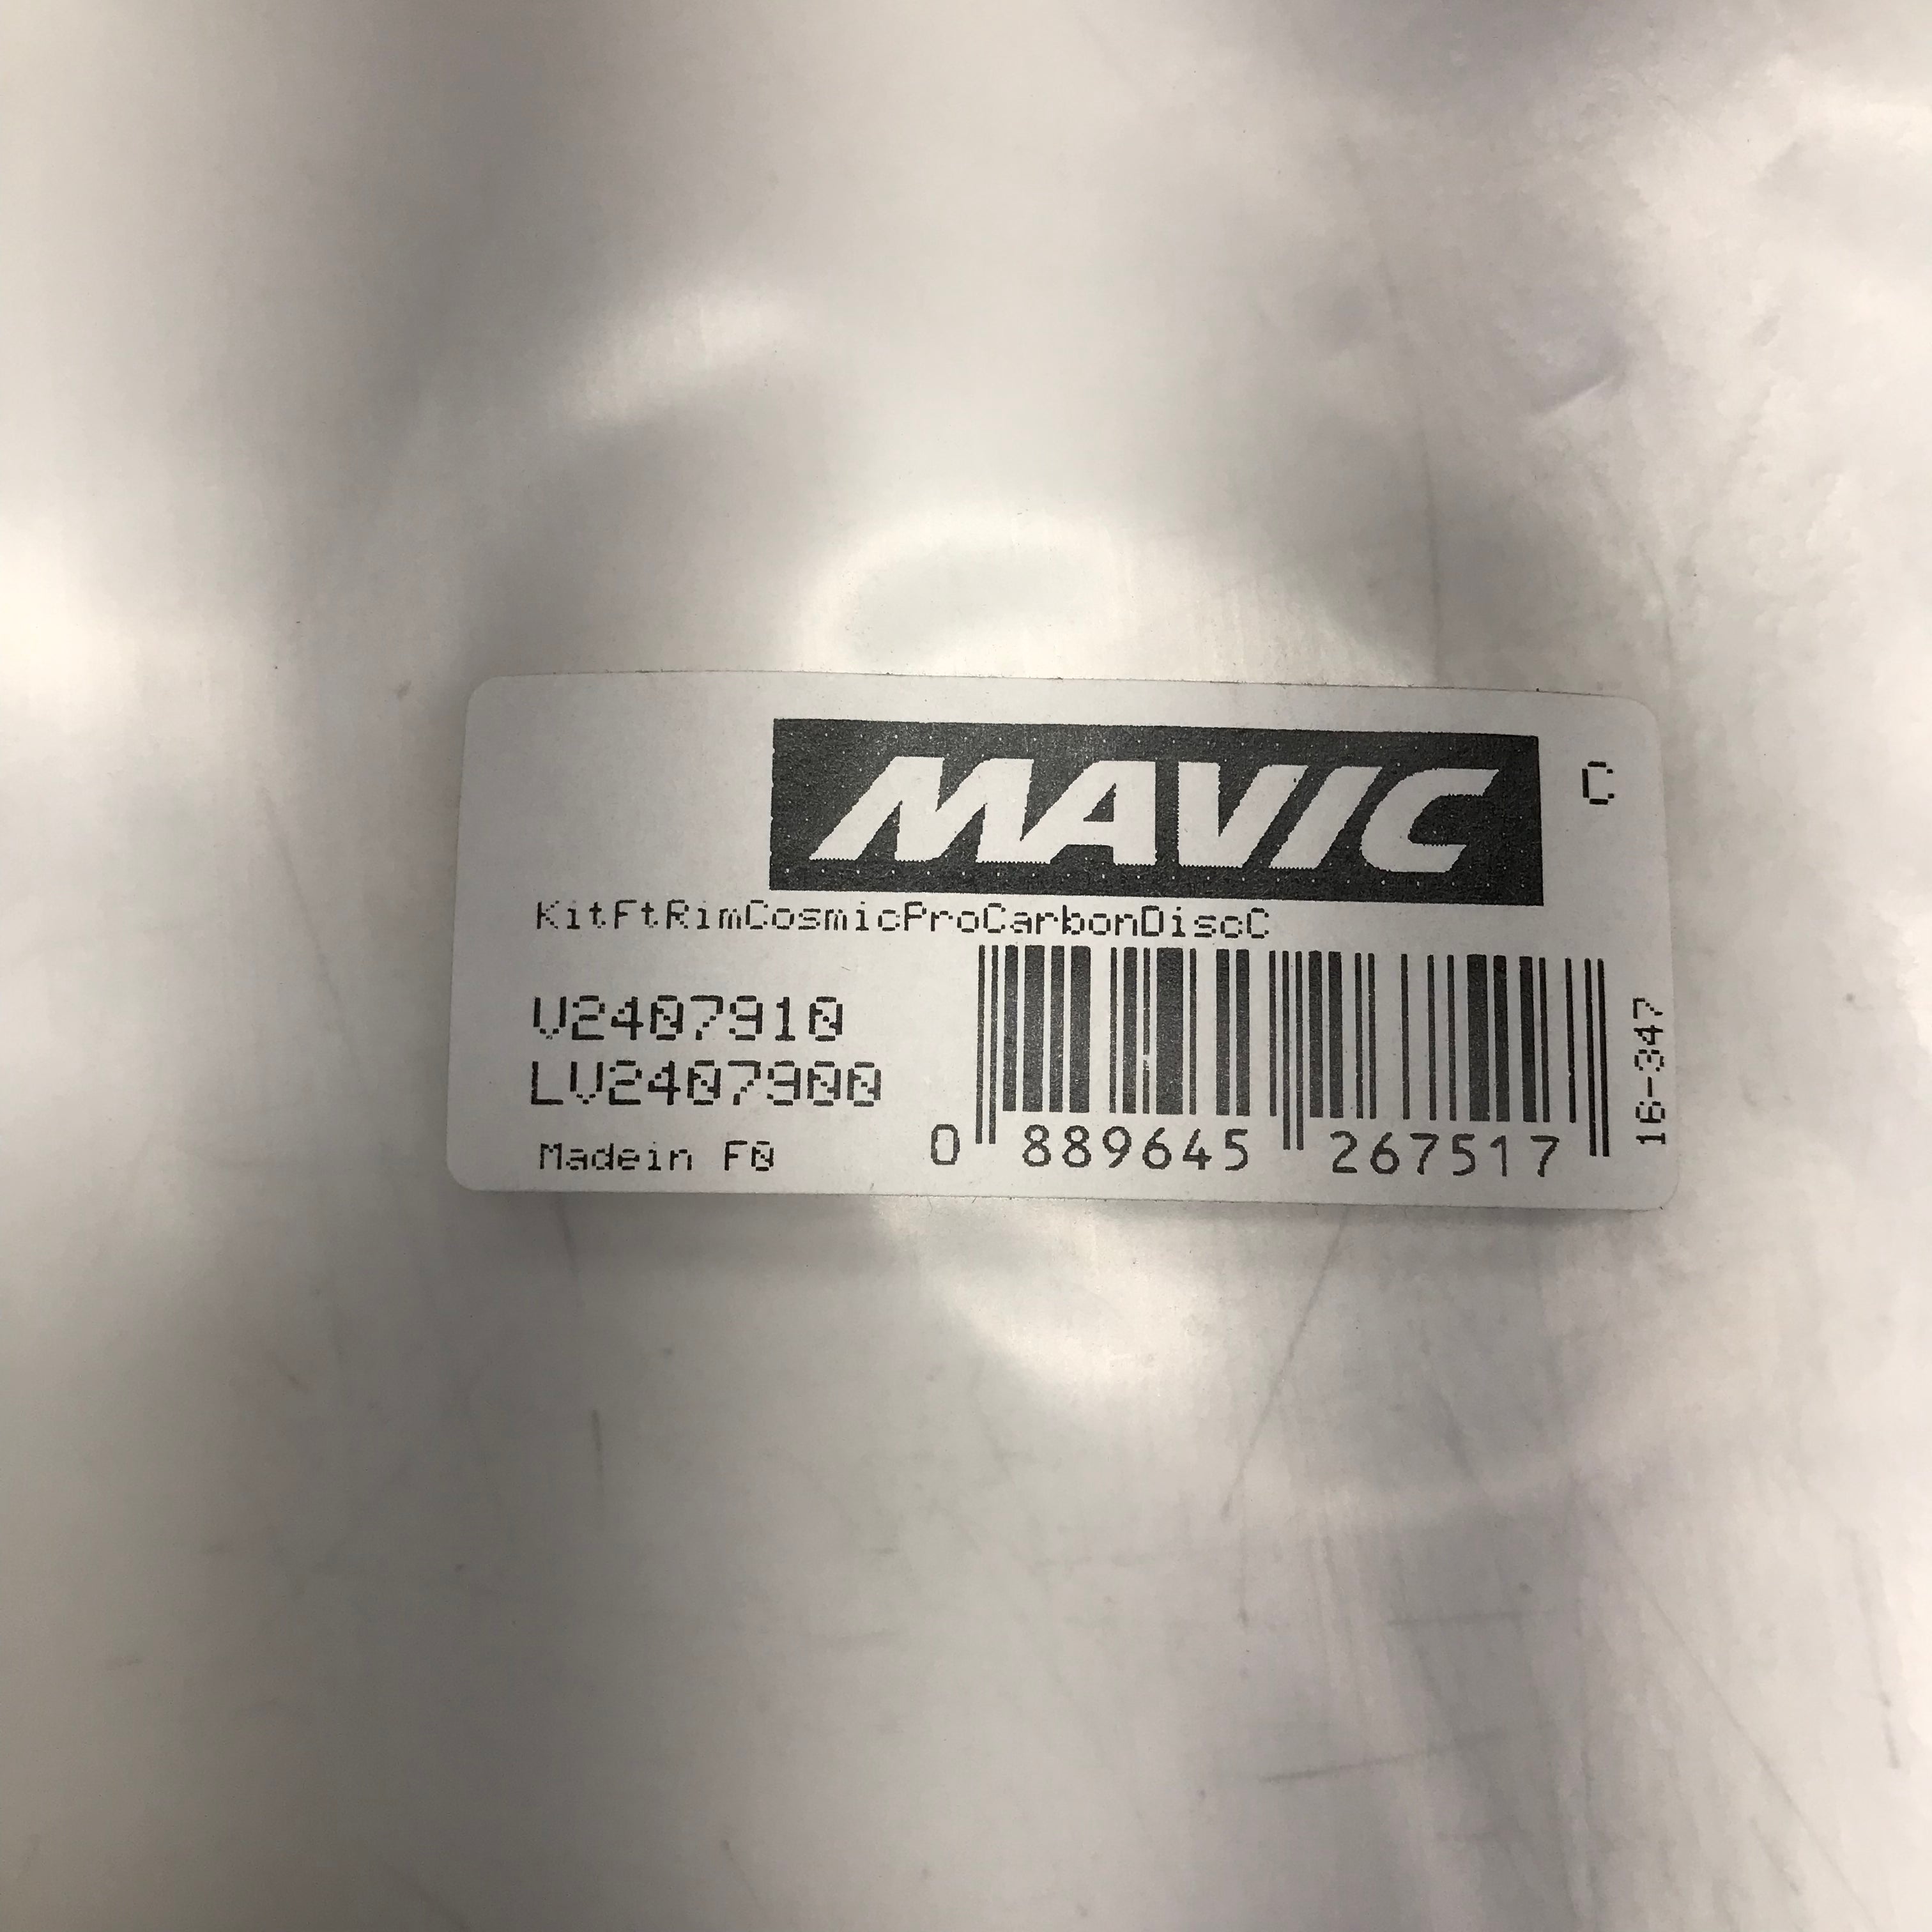 MAVIC
C
KitFtRimCosmicProCarbonDiscC
V2407910
LV2407900
Madein F0
0 889645 267517
16-347